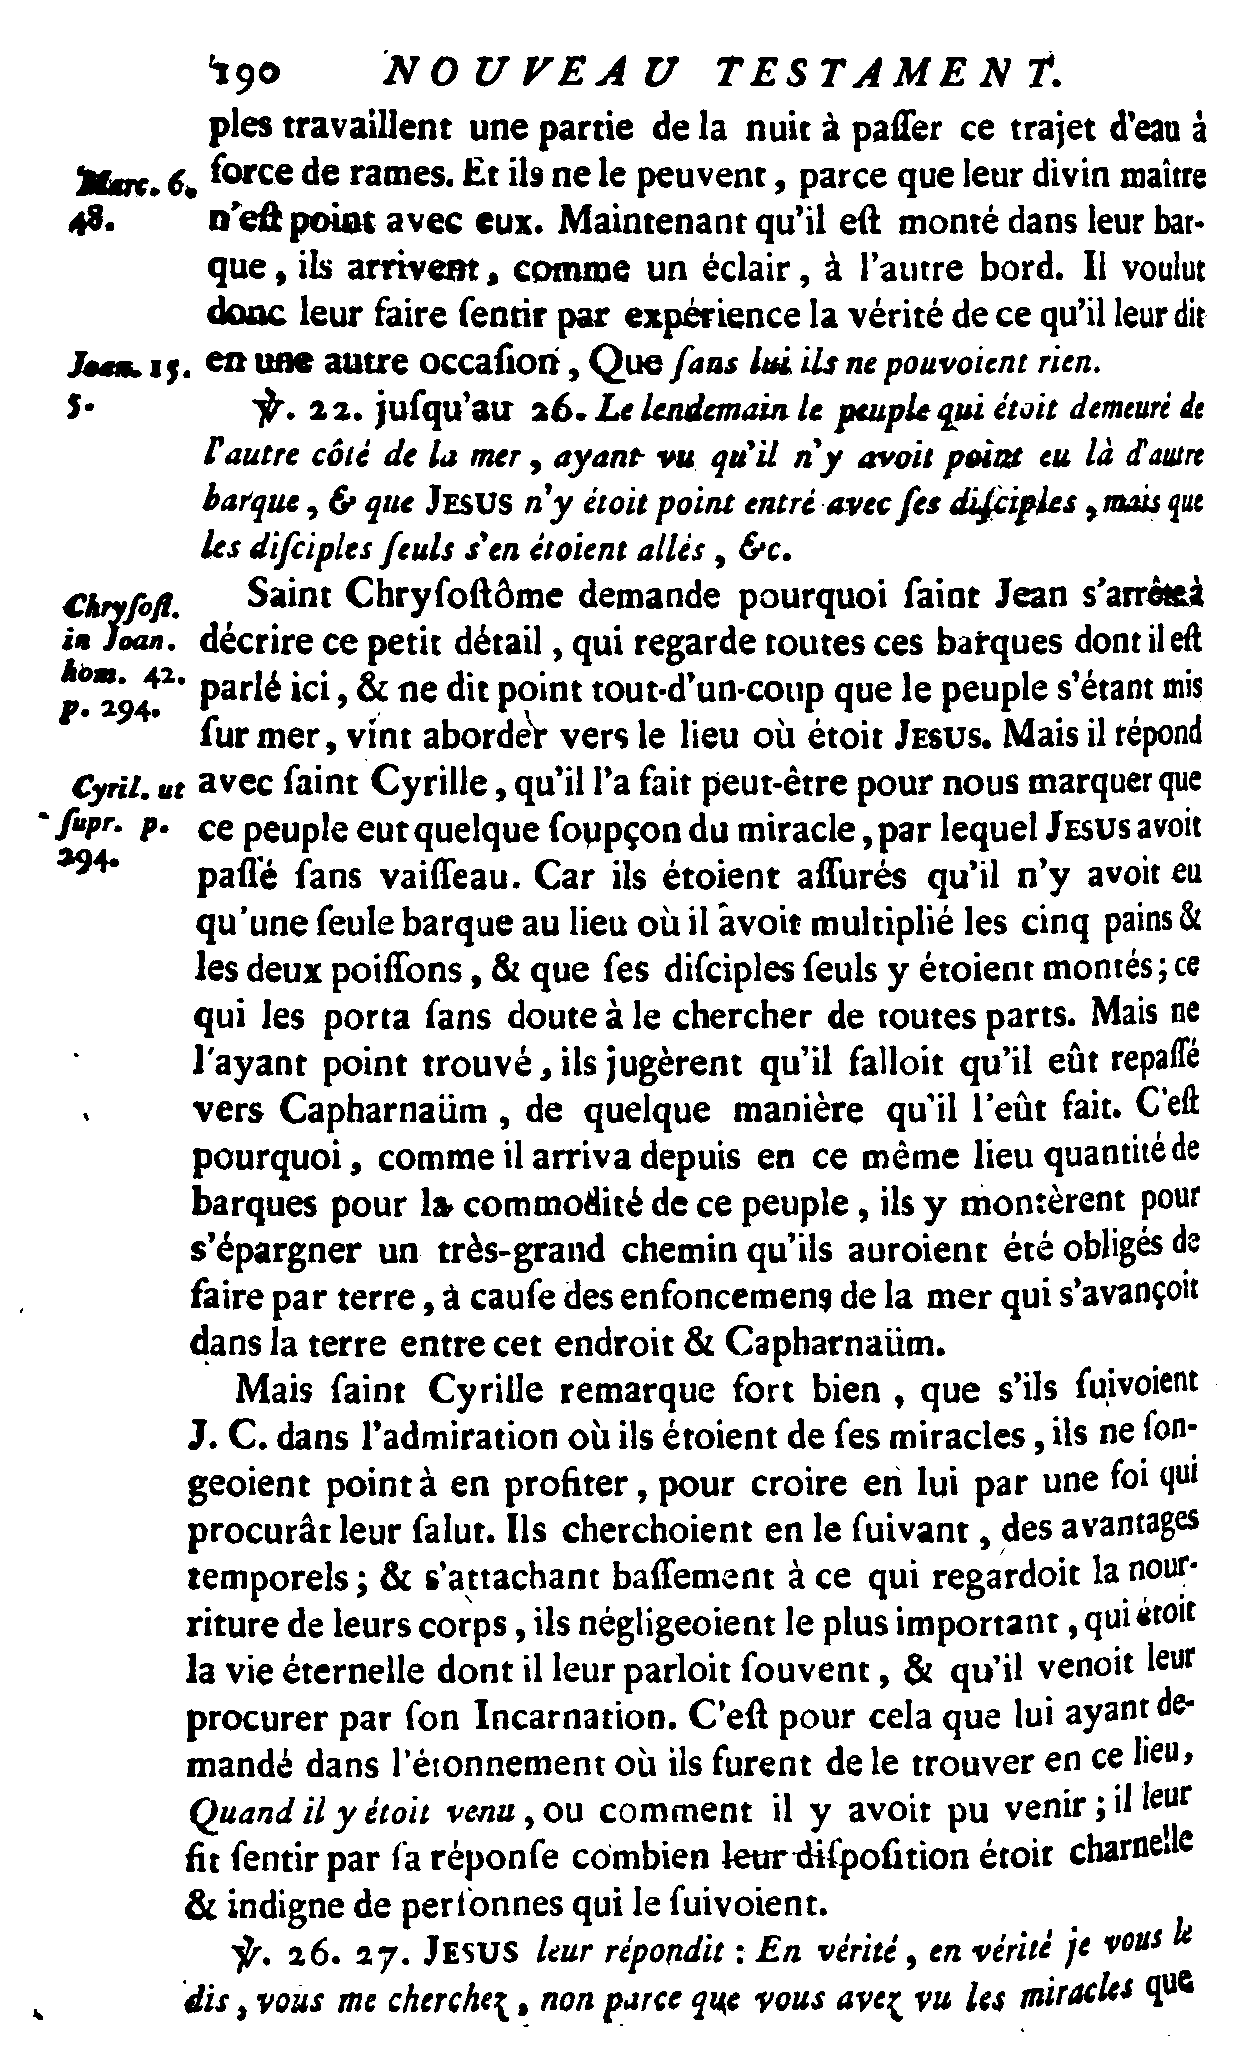 190 NOUVEAU TESTAMENT.
ples travaillent une partie de la nuit à paſſer ce trajet d'eau à
Marc. 6. force de rames. Et ils ne le peuvent, parce que leur divin maître
48. n'eſt point avec eux. Maintenant qu'il eſt monté dans leur bar-
que, ils arrivent, comme un éclair, à l'autre bord. Il voulut
donc leur faire ſentir par expérience la vérité de ce qu'il leur dit
Joan. 15. en une autre occaſion, Que ſans lui ils ne pouvoient rien.
5. ℣. 22. juſqu'au 26. Le lendemain le peuple qui étoit demeuré de
l'autre côté de la mer, ayant vu qu'il n'y avoit point eu là d'autre
barque, & que JESUS n'y étoit point entré avec ſes diſciples, mais que
les diſciples ſeuls s'en étoient allés, &c.
Chryſoſt. Saint Chryſoſtôme demande pourquoi ſaint Jean s'arrête à
in Joan. décrire ce petit détail, qui regarde toutes ces barques dont il eſt
hom. 42. parlé ici, & ne dit point tout-d'un-coup que le peuple s'étant mis
p. 294. ſur mer, vint aborder vers le lieu où étoit JESUS. Mais il répond
Cyril. ut avec ſaint Cyrille, qu'il l'a fait peut-être pour nous marquer que
ſupr. p. ce peuple eut quelque ſoupçon du miracle, par lequel JESUS avoit
294. paſſé ſans vaiſſeau. Car ils étoient aſſurés qu'il n'y avoit eu
qu'une ſeule barque au lieu où il avoit multiplié les cinq pains &
les deux poiſſons, & que ſes diſciples ſeuls y étoient montés; ce
qui les porta ſans doute à le chercher de toutes parts. Mais ne
l'ayant point trouvé, ils jugèrent qu'il falloit qu'il eût repaſſé
vers Capharnaüm, de quelque manière qu'il l'eût fait. C'eſt
pourquoi, comme il arriva depuis en ce même lieu quantité de
barques pour la commodité de ce peuple, ils y montèrent pour
s'épargner un très-grand chemin qu'ils auroient été obligés de
faire par terre, à cauſe des enfoncemens de la mer qui s'avançoit
dans la terre entre cet endroit & Capharnaüm.
Mais ſaint Cyrille remarque fort bien, que s'ils ſuivoient
J. C. dans l'admiration où ils étoient de ſes miracles, ils ne ſon-
geoient point à en profiter, pour croire en lui par une foi qui
procurât leur ſalut. Ils cherchoient en le ſuivant, des avantages
temporels; & s'attachant baſſement à ce qui regardoit la nour-
riture de leurs corps, ils négligeoient le plus important, qui étoit
la vie éternelle dont il leur parloit ſouvent, & qu'il venoit leur
procurer par ſon Incarnation. C'eſt pour cela que lui ayant de-
mandé dans l'étonnement où ils furent de le trouver en ce lieu,
Quand il y étoit venu, ou comment il y avoit pu venir; il leur
fit ſentir par ſa réponſe combien leur diſpoſition étoit charnelle
& indigne de perſonnes qui le ſuivoient.
℣. 26. 27. JESUS leur répondit : En vérité, en vérité je vous le
dis, vous me cherchez, non parce que vous avez vu les miracles que